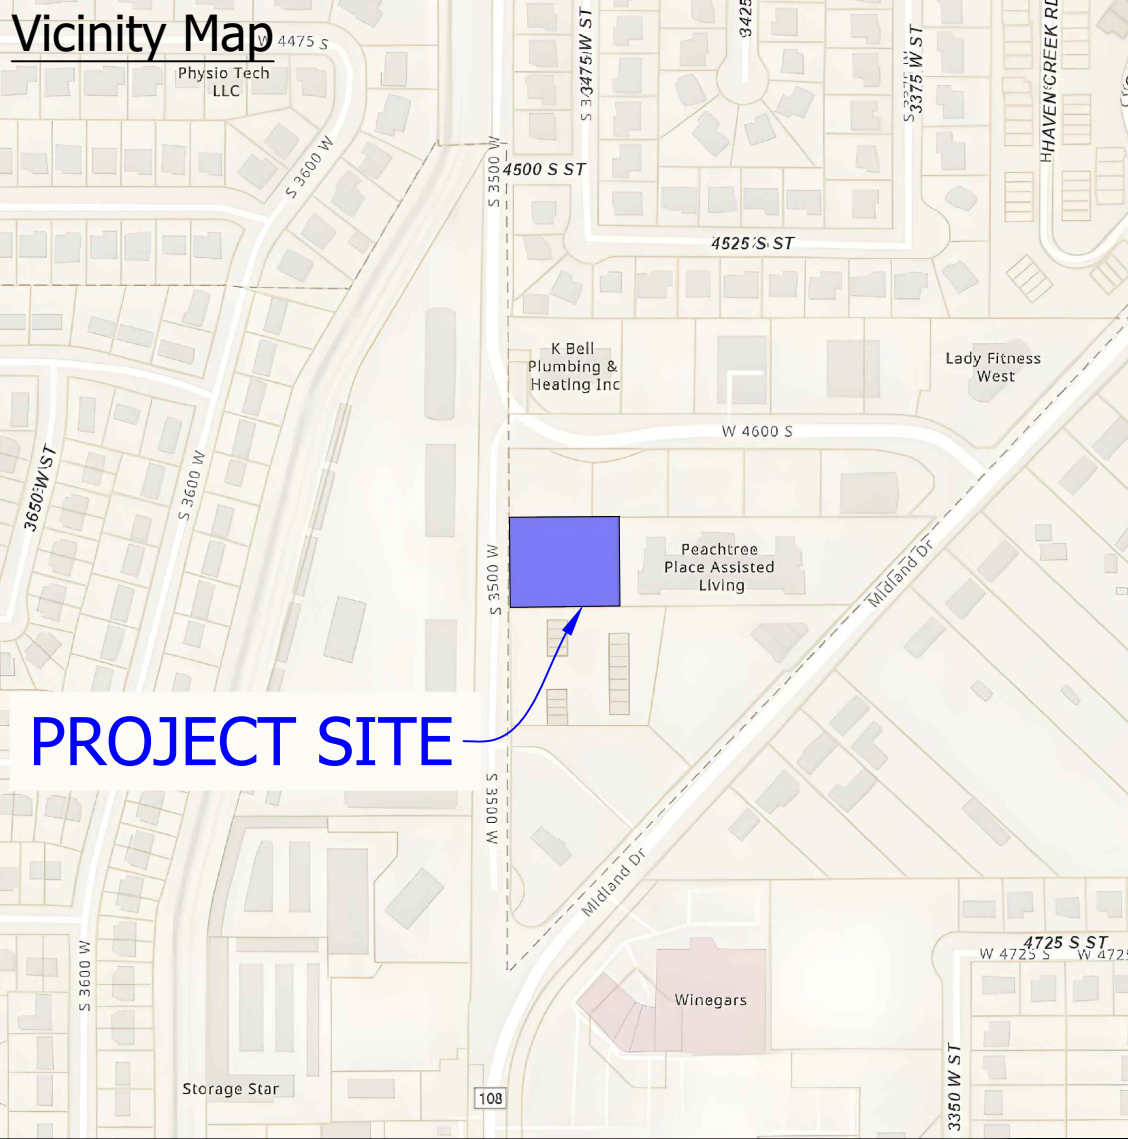 Vicinity Map
W 4475 S
Physio Tech
LLC
S 3600 W
S 3500 W
4500 S ST
3475 W ST
3425
3375 W ST
HAVEN CREEK RD
4525 S ST
K Bell
Plumbing &
Heating Inc
Lady Fitness
West
W 4600 S
3650 W ST
S 3600 W
S 3500 W
Peachtree
Place Assisted
Living
Midland Dr
PROJECT SITE
S 3500 W
Midland Dr
S 3600 W
Winegars
4725 S ST
W 4725 S
W 4725
3350 W ST
Storage Star
108